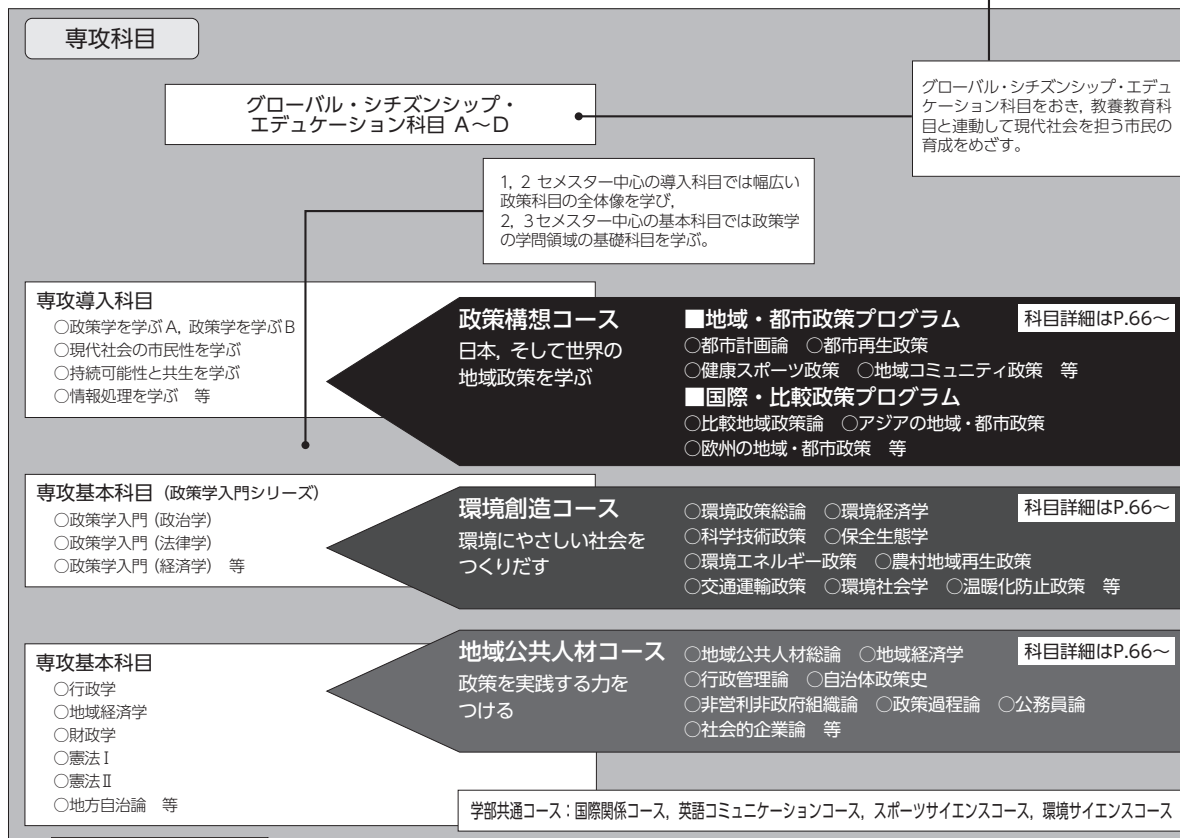 専攻科目
グローバル・シチズンシップ・
エデュケーション科目 A〜D
グローバル・シチズンシップ・エデュ
ケーション科目をおき，教養教育科
目と連動して現代社会を担う市民の
育成をめざす。
1，2 セメスター中心の導入科目では幅広い
政策科目の全体像を学び，
2，3セメスター中心の基本科目では政策学
の学問領域の基礎科目を学ぶ。
専攻導入科目
○政策学を学ぶA，政策学を学ぶB
○現代社会の市民性を学ぶ
○持続可能性と共生を学ぶ
○情報処理を学ぶ　等
政策構想コース
日本，そして世界の
地域政策を学ぶ
■地域・都市政策プログラム
科目詳細はP.66〜
○都市計画論　○都市再生政策
○健康スポーツ政策　○地域コミュニティ政策　等
■国際・比較政策プログラム
○比較地域政策論　○アジアの地域・都市政策
○欧州の地域・都市政策　等
専攻基本科目（政策学入門シリーズ）
○政策学入門（政治学）
○政策学入門（法律学）
○政策学入門（経済学）　等
環境創造コース
環境にやさしい社会を
つくりだす
○環境政策総論　○環境経済学
科目詳細はP.66〜
○科学技術政策　○保全生態学
○環境エネルギー政策　○農村地域再生政策
○交通運輸政策　○環境社会学　○温暖化防止政策　等
専攻基本科目
○行政学
○地域経済学
○財政学
○憲法Ⅰ
○憲法Ⅱ
○地方自治論　等
地域公共人材コース
政策を実践する力を
つける
○地域公共人材総論　○地域経済学
科目詳細はP.66〜
○行政管理論　○自治体政策史
○非営利非政府組織論　○政策過程論　○公務員論
○社会的企業論　等
学部共通コース：国際関係コース，英語コミュニケーションコース，スポーツサイエンスコース，環境サイエンスコース